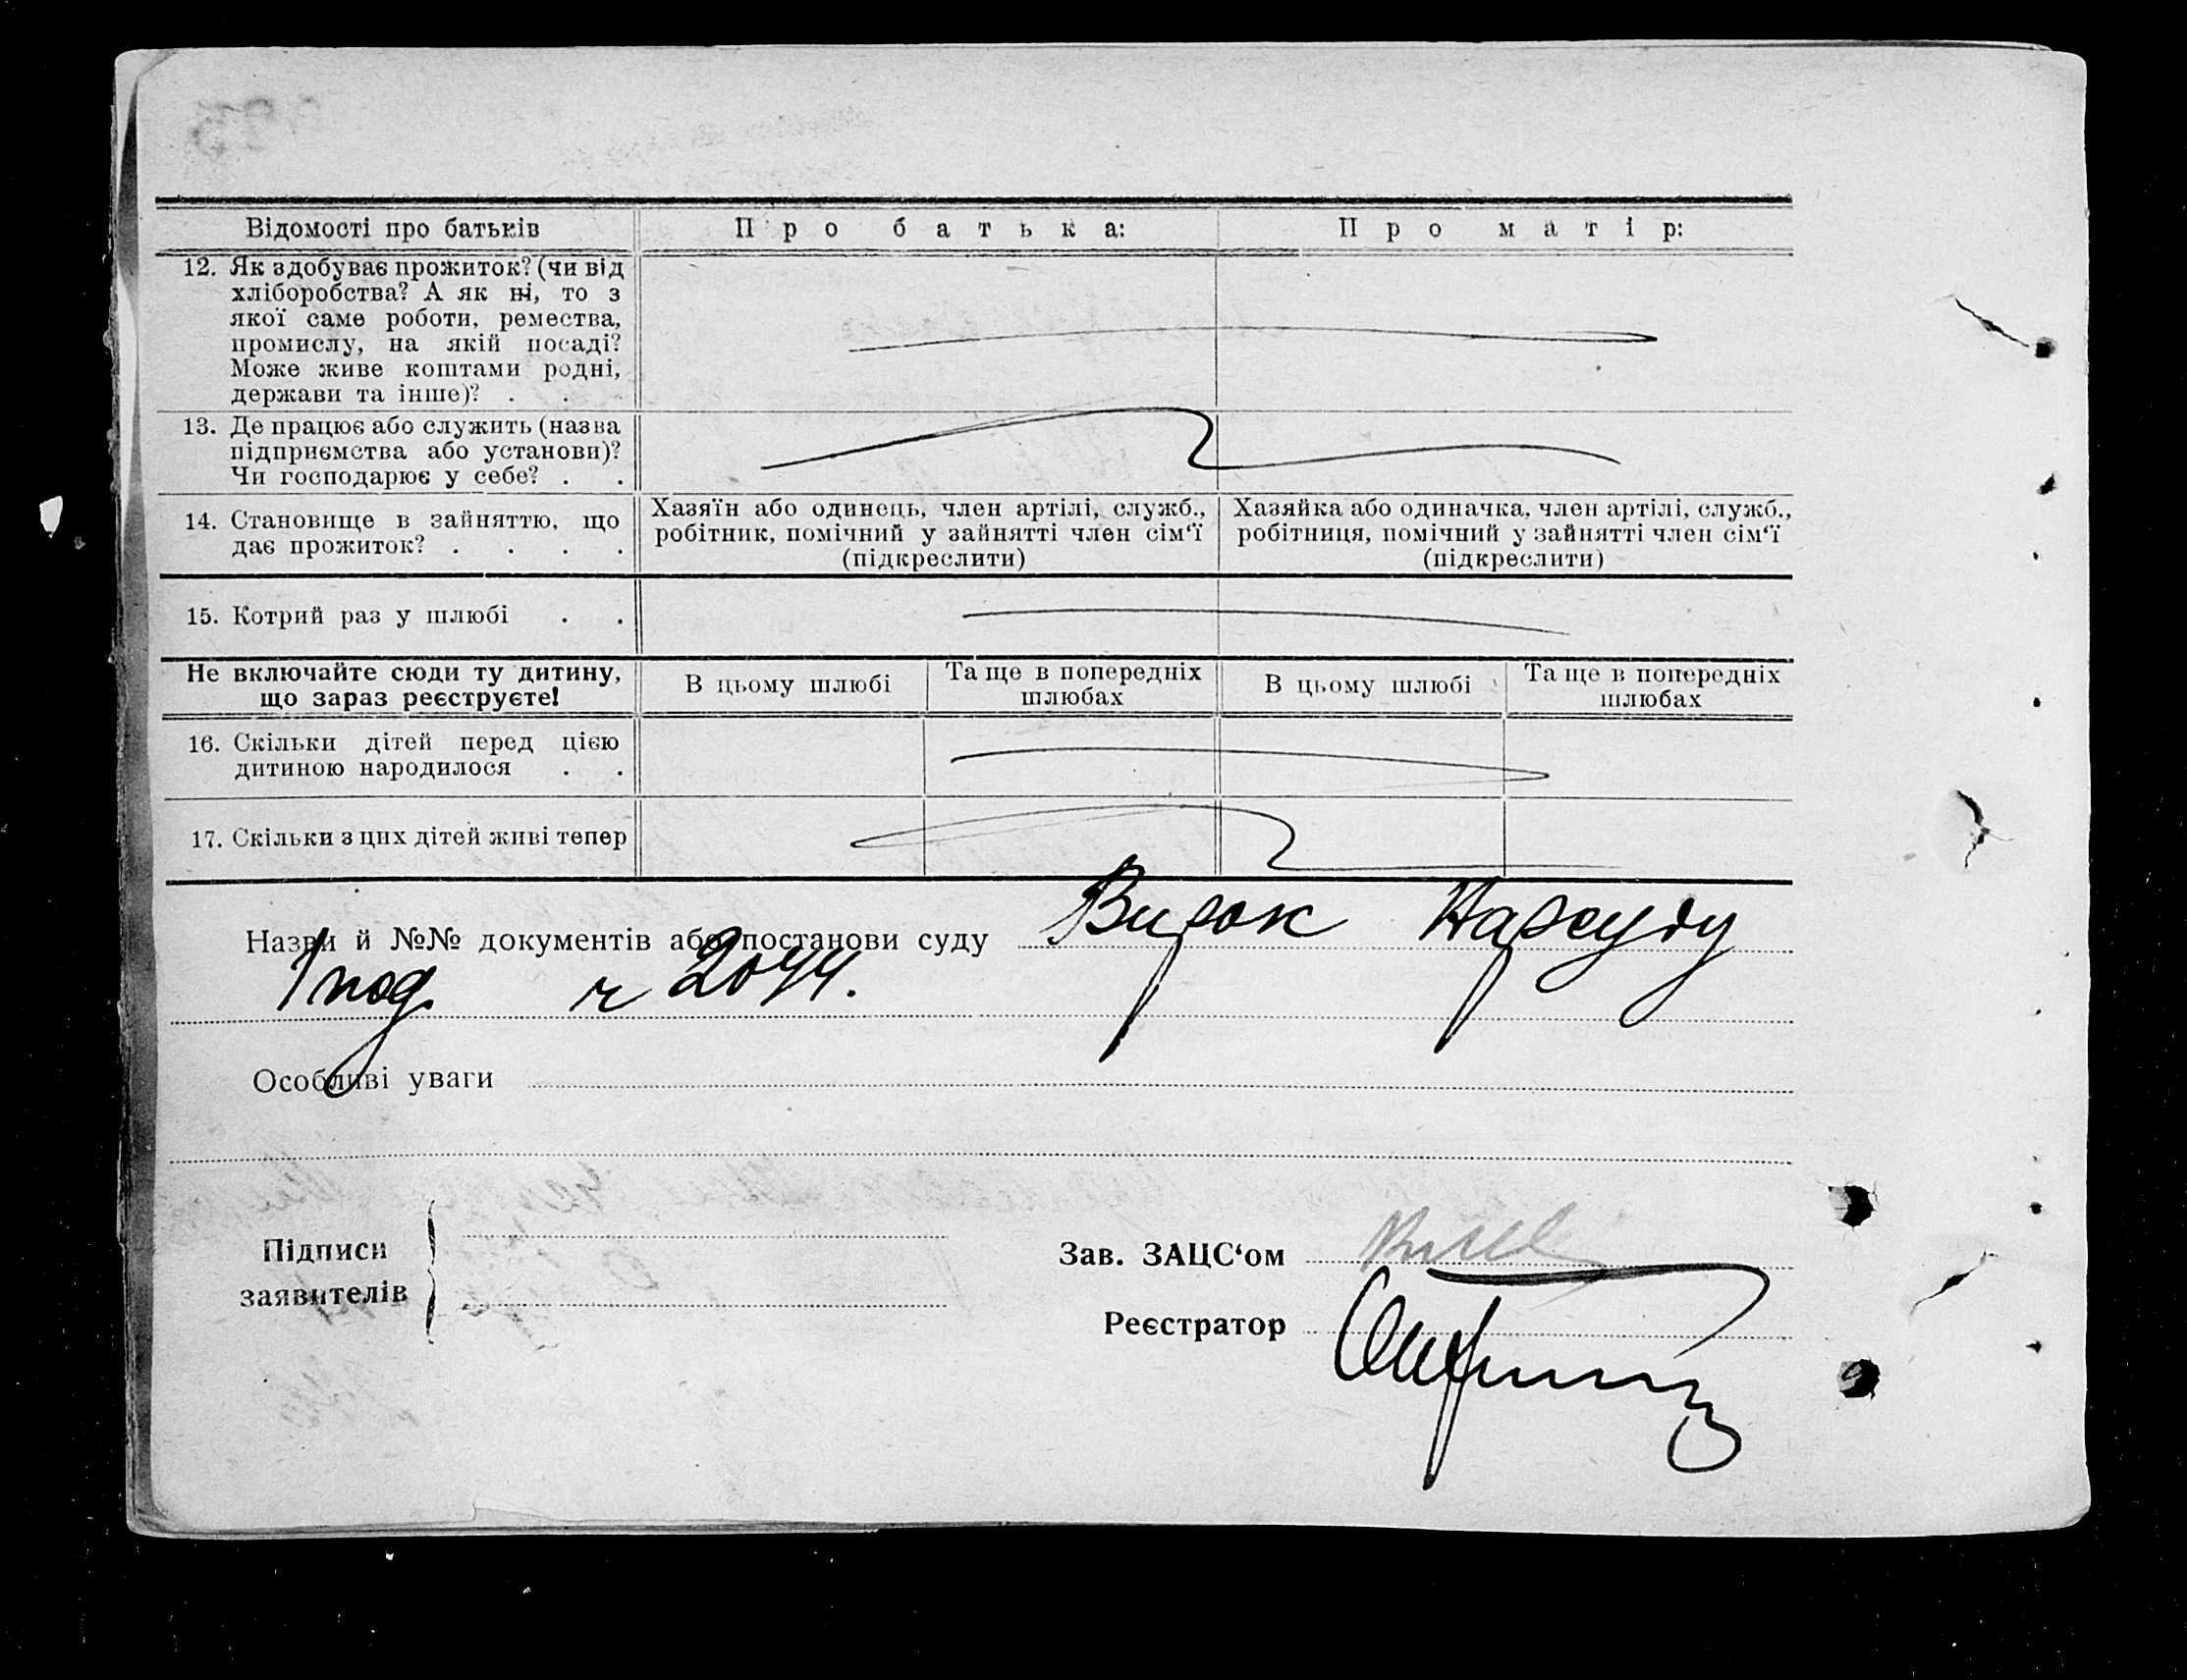 Відомості про батьків
Про батька:
Про матір:
12. Як здобуває прожиток? (чи від
хліборобства? А як ні, то з
якої саме роботи, ремества,
промислу, на якій посаді?
Може живе коштами родні,
держави та інше)? . .
13. Де працює або служить (назва
підприємства або установи)?
Чи господарює у себе? . .
14. Становище в зайняттю, що
дає прожиток? . . . .
Хазяїн або одинець, член артілі, служб.,
робітник, помічний у зайнятті член сім‘ї
(підкреслити)
Хазяйка або одиначка, член артілі, служб.,
робітниця, помічний у зайнятті член сім‘ї
(підкреслити)
15. Котрий раз у шлюбі . .
Не включайте сюди ту дитину,
що зараз реєструєте!
В цьому шлюбі
Та ще в попередніх
шлюбах
В цьому шлюбі
Та ще в попередніх
шлюбах
16. Скільки дітей перед цією
дитиною народилося . .
17. Скільки з цих дітей живі тепер
Назви й №№ документів або постанови суду Вирок Нарсуду
1 под. ч 2044.
Особливі уваги
Підписи
заявителів
Зав. ЗАЦС‘ом
Реєстратор